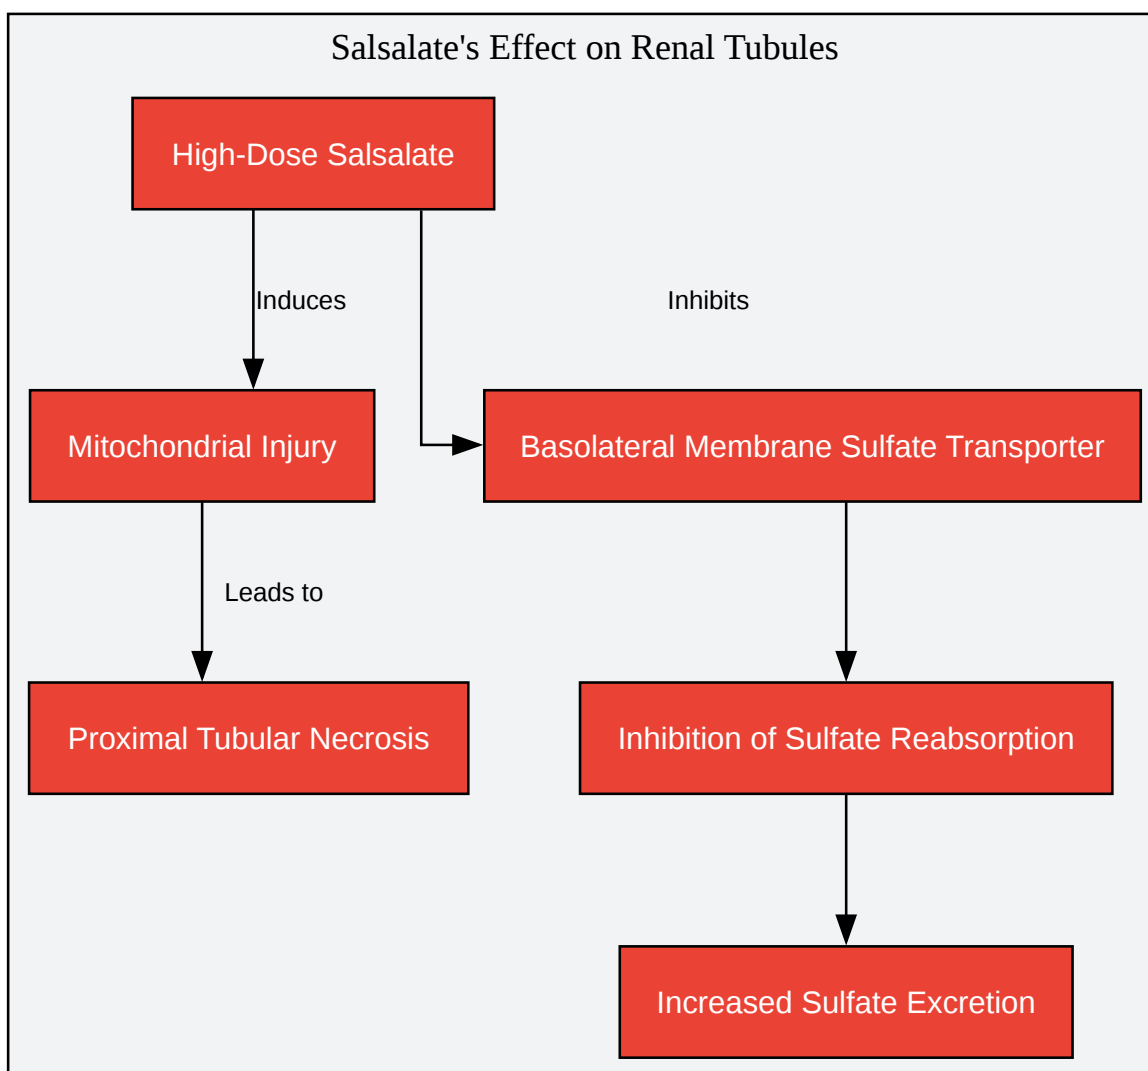 Salsalate's Effect on Renal Tubules
High-Dose Salsalate
Induces
Inhibits
Mitochondrial Injury
Basolateral Membrane Sulfate Transporter
Leads to
Proximal Tubular Necrosis
Inhibition of Sulfate Reabsorption
Increased Sulfate Excretion